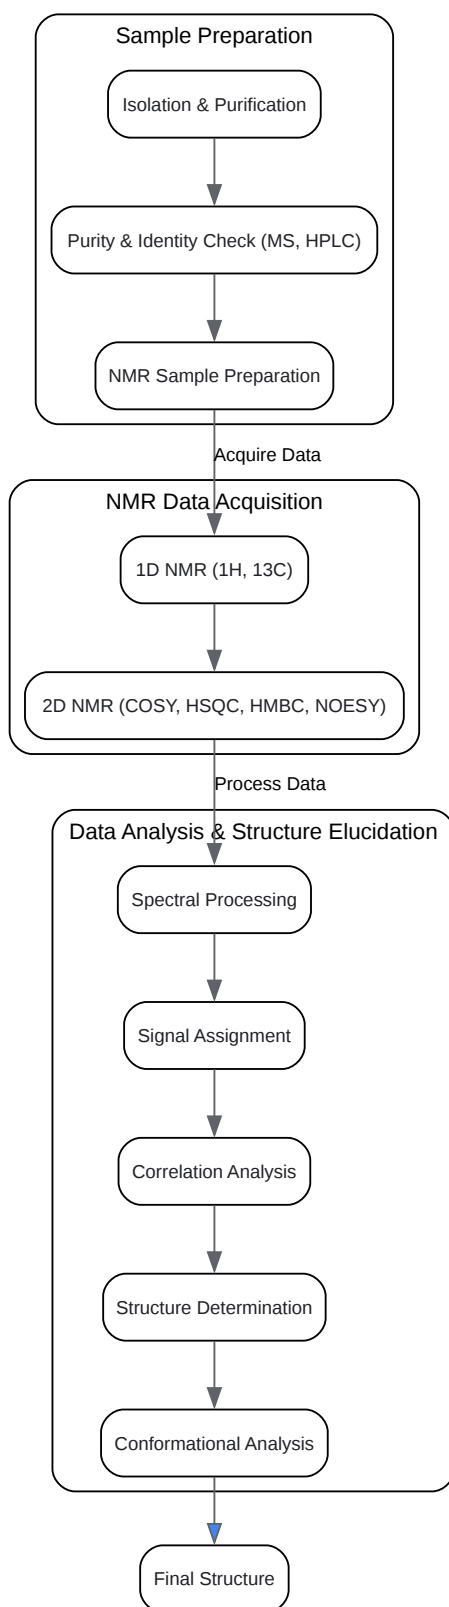 Sample Preparation
Isolation & Purification
Purity & Identity Check (MS, HPLC)
NMR Sample Preparation
Acquire Data
NMR Data Acquisition
1D NMR (1H, 13C)
2D NMR (COSY, HSQC, HMBC, NOESY)
Process Data
Data Analysis & Structure Elucidation
Spectral Processing
Signal Assignment
Correlation Analysis
Structure Determination
Conformational Analysis
Final Structure